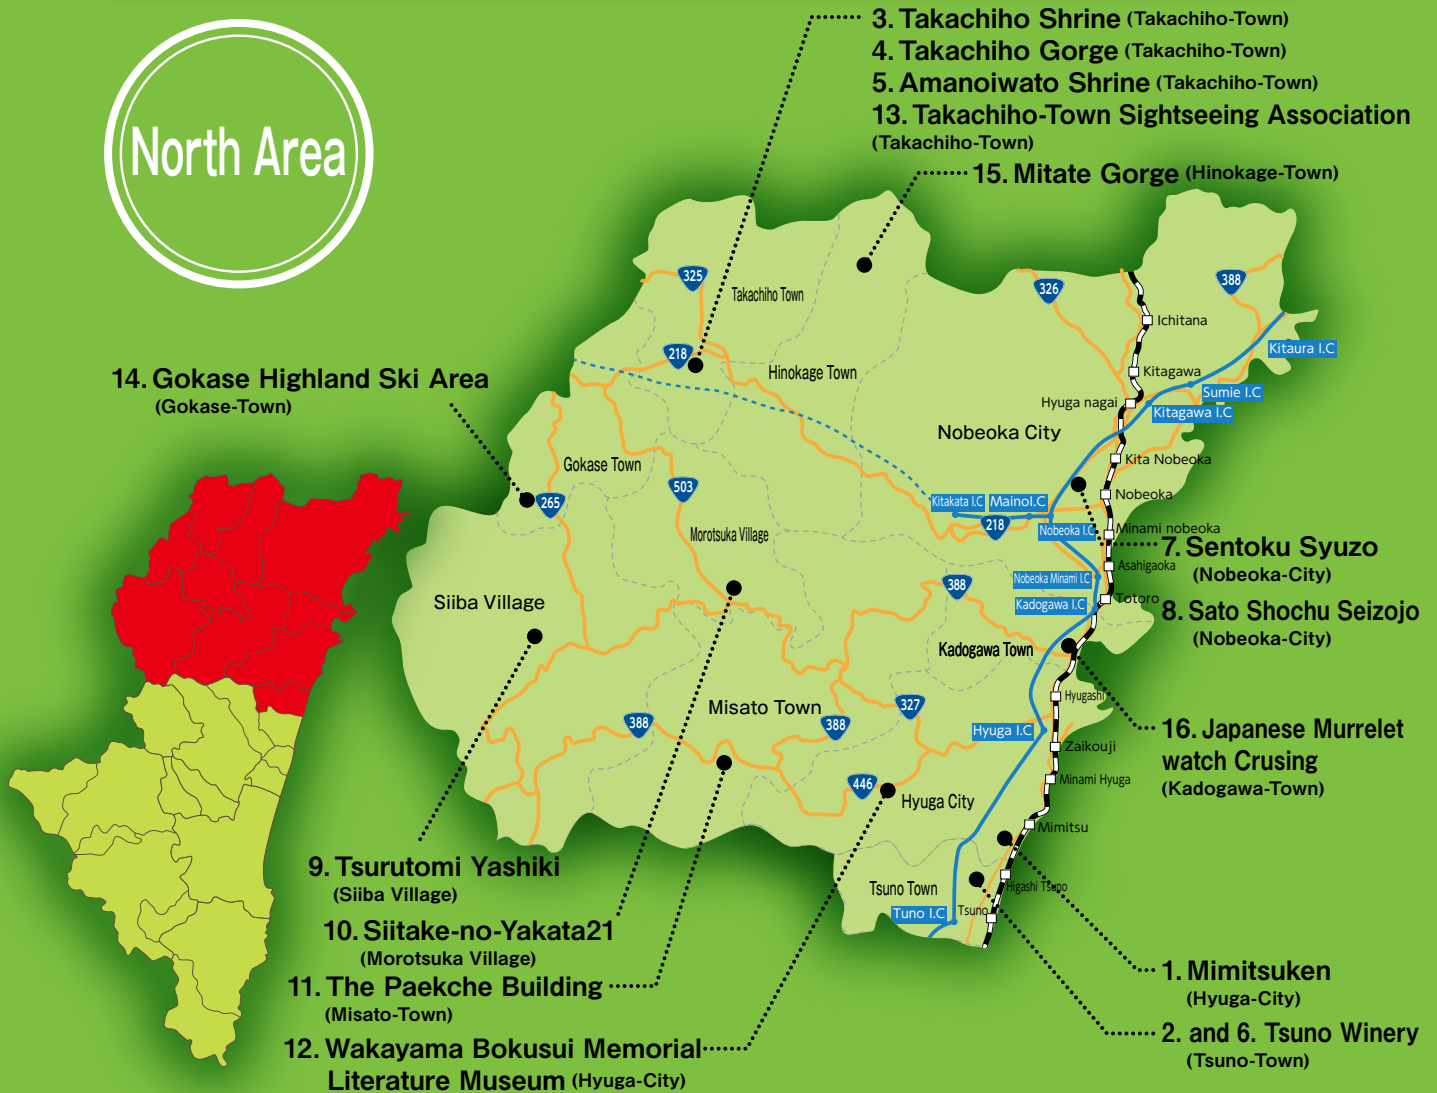 North Area
3. Takachiho Shrine (Takachiho-Town)
4. Takachiho Gorge (Takachiho-Town)
5. Amanoiwato Shrine (Takachiho-Town)
13. Takachiho-Town Sightseeing Association
(Takachiho-Town)
15. Mitate Gorge (Hinokage-Town)
14. Gokase Highland Ski Area
(Gokase-Town)
325
326
388
Takachiho Town
Ichitana
Kitaura I.C
218
Hinokage Town
Kitagawa
Sumie I.C
Hyuga nagai
Kitagawa I.C
Nobeoka City
Gokase Town
Kita Nobeoka
503
265
Kitakata I.C
MainoI.C
Nobeoka
218
Nobeoka I.C
Minami nobeoka
Morotsuka Village
Asahigaoka
Nobeoka Minami I.C
388
Siiba Village
Kadogawa I.C
Totoro
Kadogawa Town
Hyugashi
Misato Town
327
388
388
Hyuga I.C
Zaikouji
Minami Hyuga
446
Hyuga City
Mimitsu
Tsuno Town
Higashi Tsuno
Tuno I.C
Tsuno
7. Sentoku Syuzo
(Nobeoka-City)
8. Sato Shochu Seizojo
(Nobeoka-City)
16. Japanese Murrelet
watch Crusing
(Kadogawa-Town)
9. Tsurutomi Yashiki
(Siiba Village)
10. Siitake-no-Yakata21
(Morotsuka Village)
11. The Paekche Building
(Misato-Town)
12. Wakayama Bokusui Memorial
Literature Museum (Hyuga-City)
1. Mimitsuken
(Hyuga-City)
2. and 6. Tsuno Winery
(Tsuno-Town)